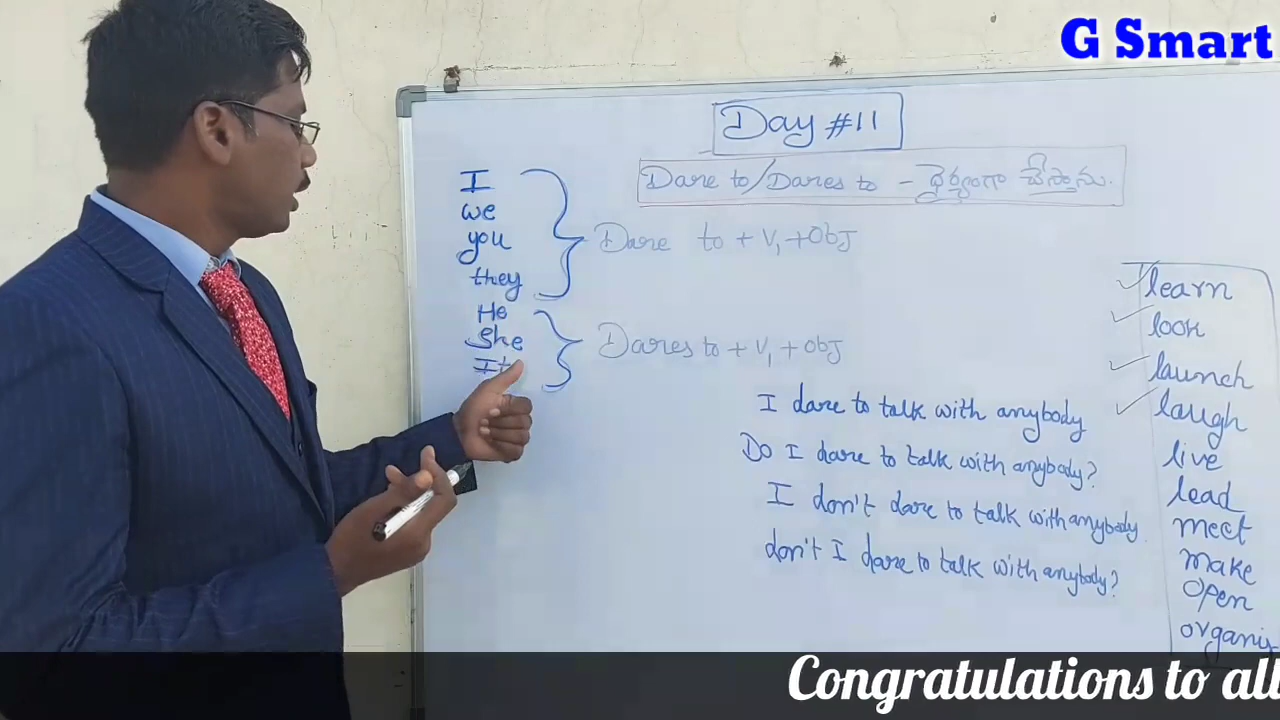 G Smart
Day #11
Dare to/Dares to - ధైర్యంగా చేస్తాను.
I
we
you
they
Dare to + V1 + Obj
He
She
It
Dares to + V1 + Obj
I dare to talk with anybody
Do I dare to talk with anybody?
I don't dare to talk with anybody.
don't I dare to talk with anybody?
learn
look
launch
laugh
live
lead
meet
make
open
organis
Congratulations to all